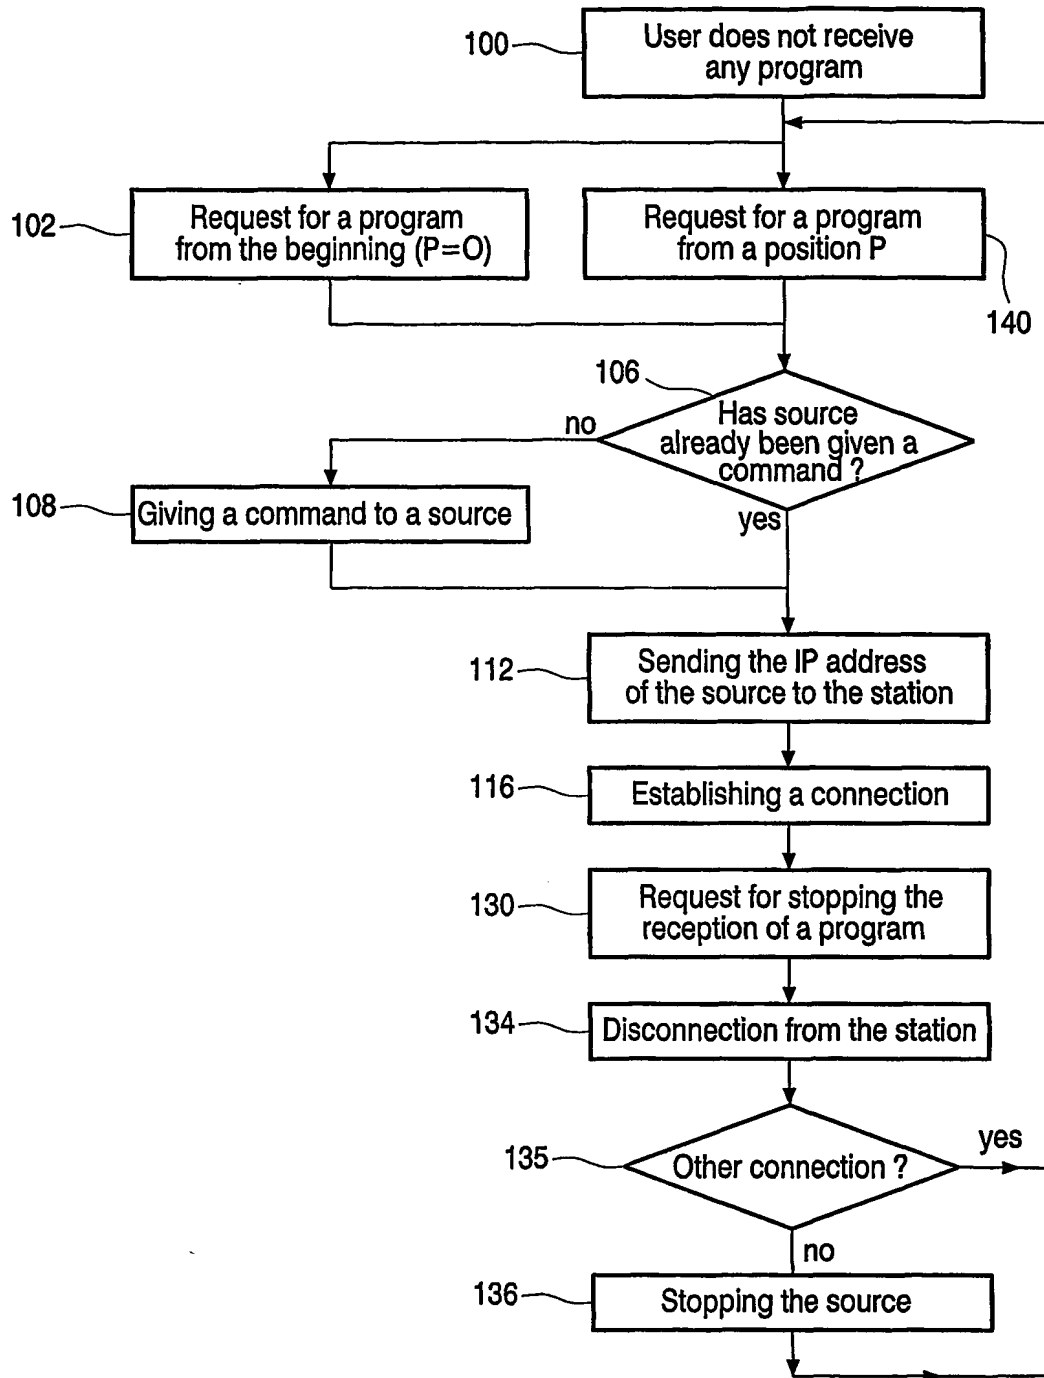 100
User does not receive
any program
102
Request for a program
from the beginning (P=O)
Request for a program
from a position P
140
106
Has source
already been given a
command ?
no
yes
108
Giving a command to a source
112
Sending the IP address
of the source to the station
116
Establishing a connection
130
Request for stopping the
reception of a program
134
Disconnection from the station
135
Other connection ?
yes
no
136
Stopping the source